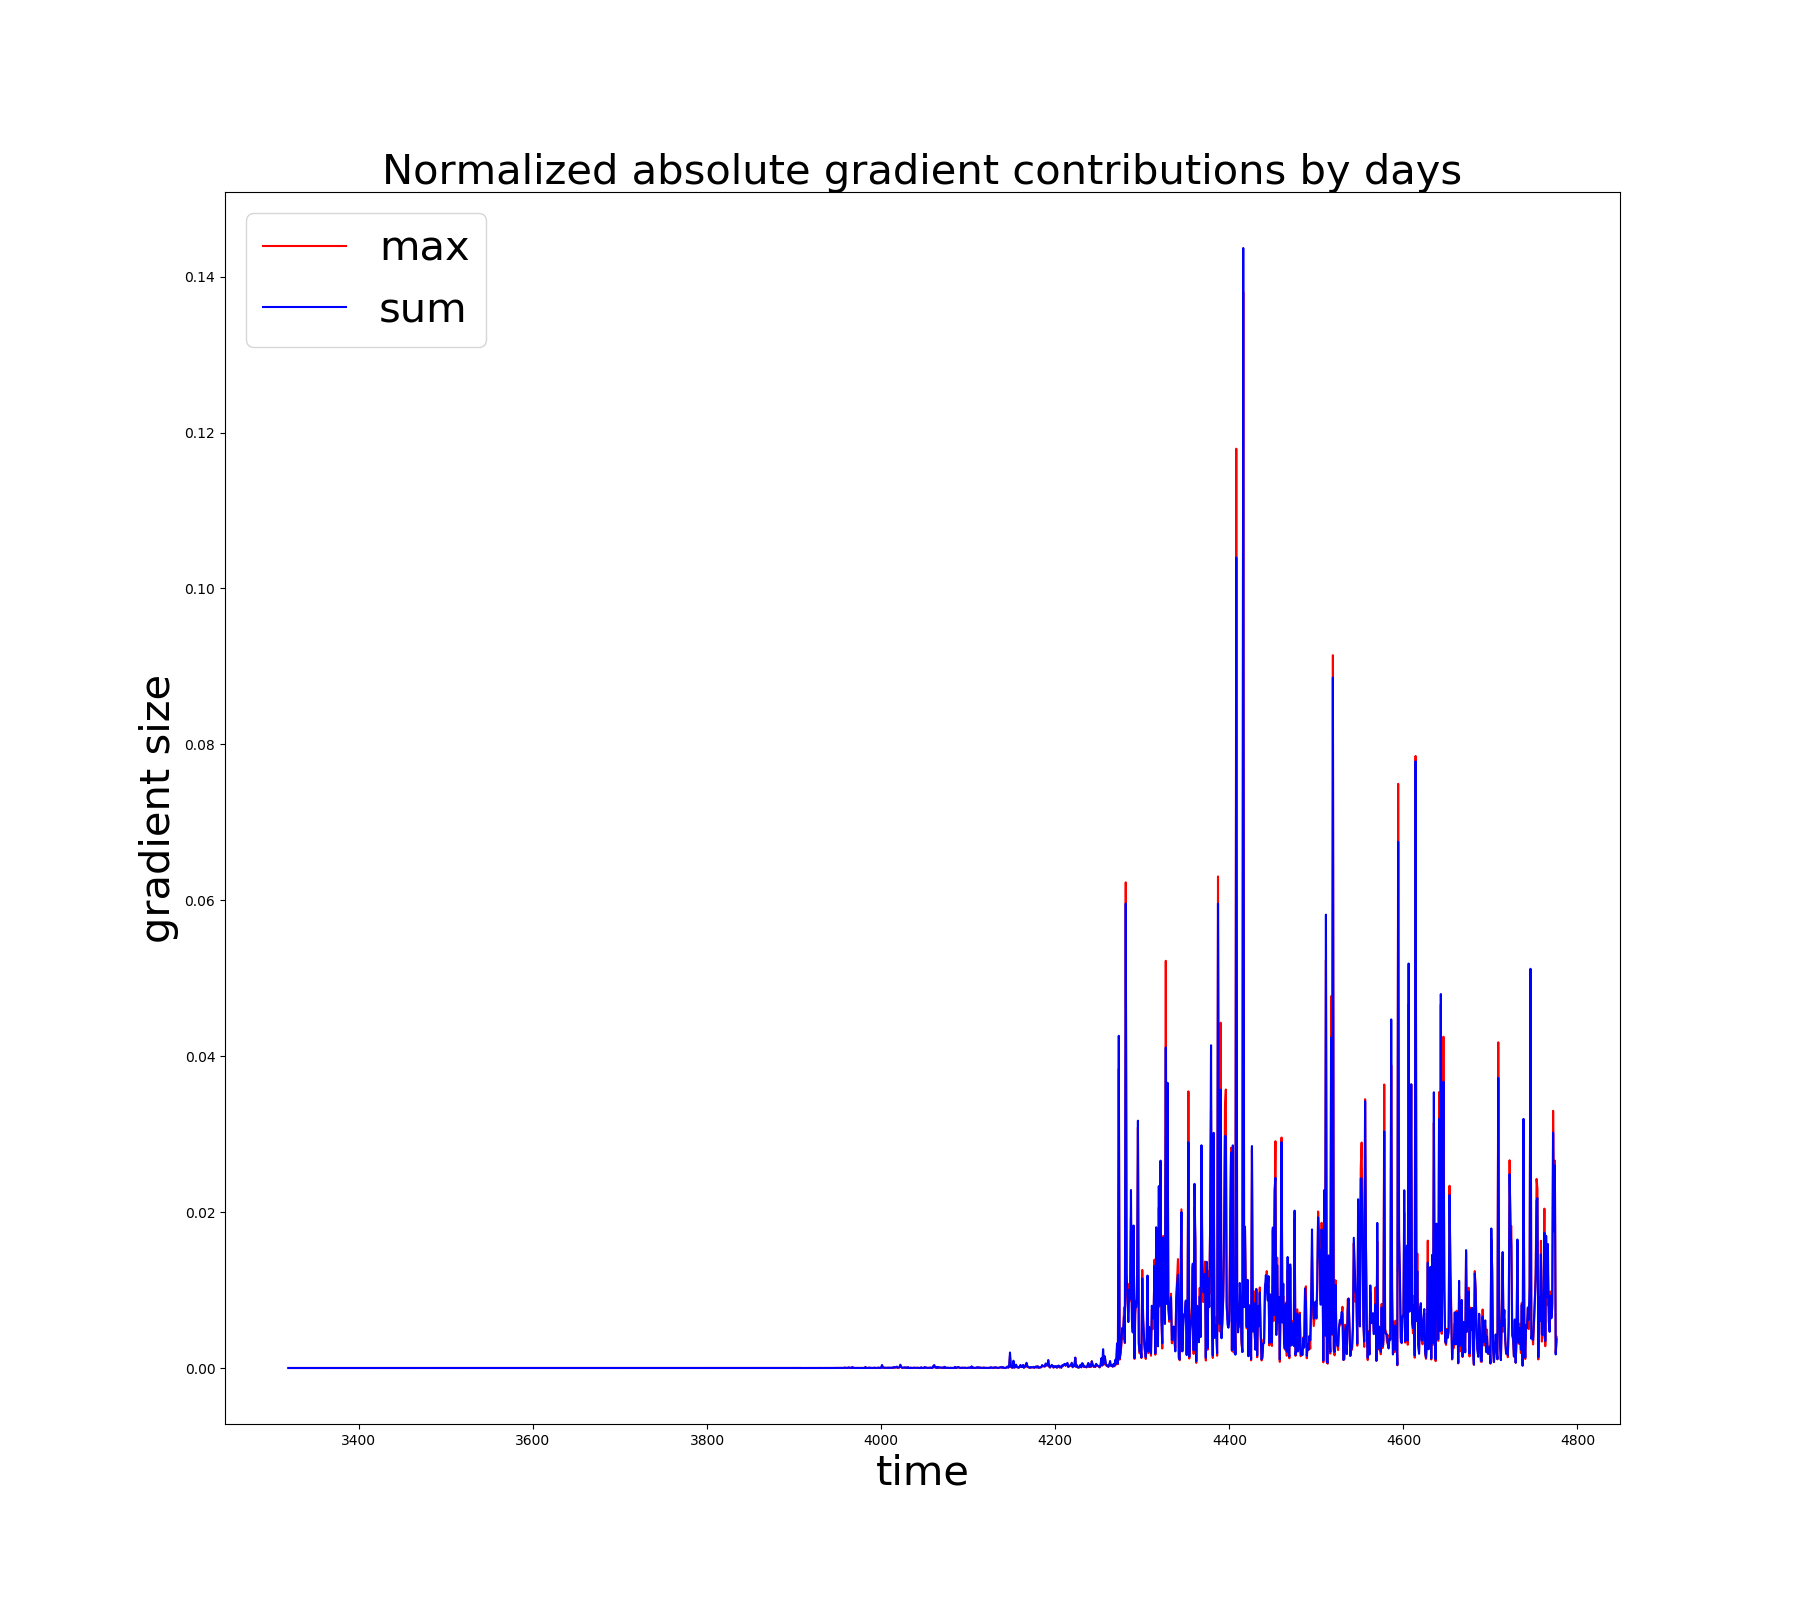 Normalized absolute gradient contributions by days
max
sum
gradient size
0.14
0.12
0.10
0.08
0.06
0.04
0.02
0.00
3400 3600 3800 4000 4200 4400 4600 4800
time